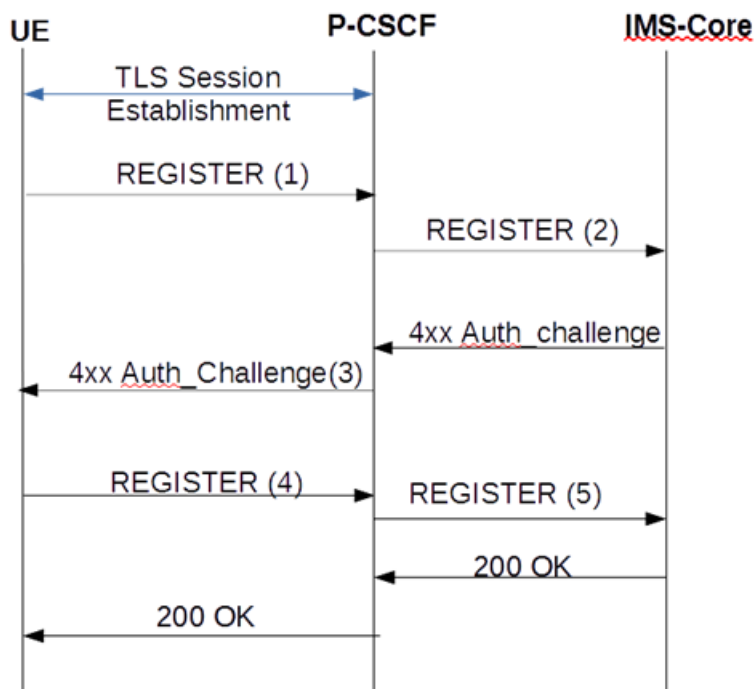 UE
P-CSCF
IMS-Core
TLS Session
Establishment
REGISTER (1)
REGISTER (2)
4xx Auth_challenge
4xx Auth_Challenge(3)
REGISTER (4)
REGISTER (5)
200 OK
200 OK